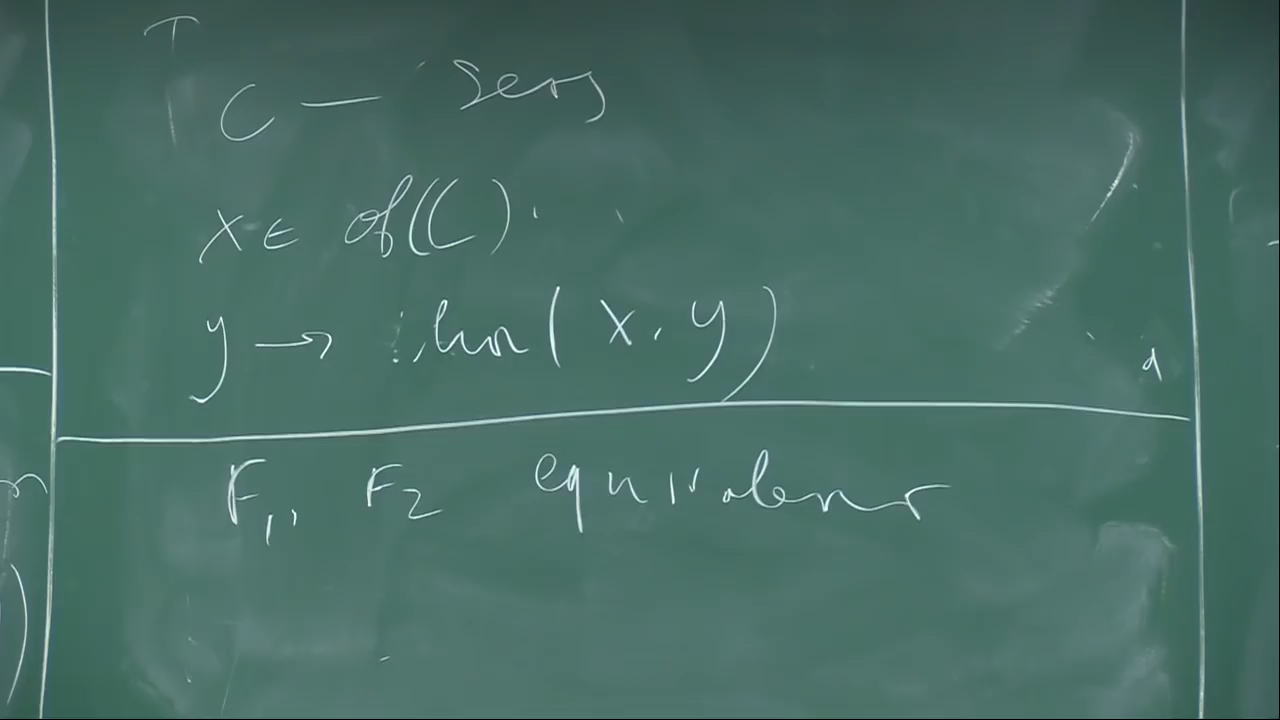 C — Sets
X ∈ ob(C).
y → hom(X, y)
F₁, F₂ equivalent